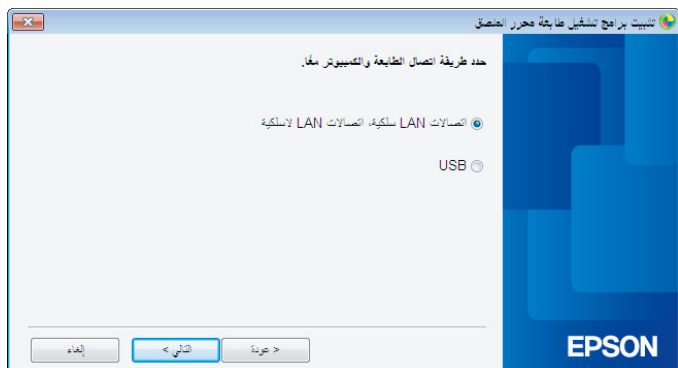 تثبيت برامج تشغيل طابعة محرر الملصق
حدد طريقة اتصال الطابعة والكمبيوتر معًا.
اتصالات LAN سلكية، اتصالات LAN لاسلكية
USB
< عودة
التالي >
إلغاء
EPSON